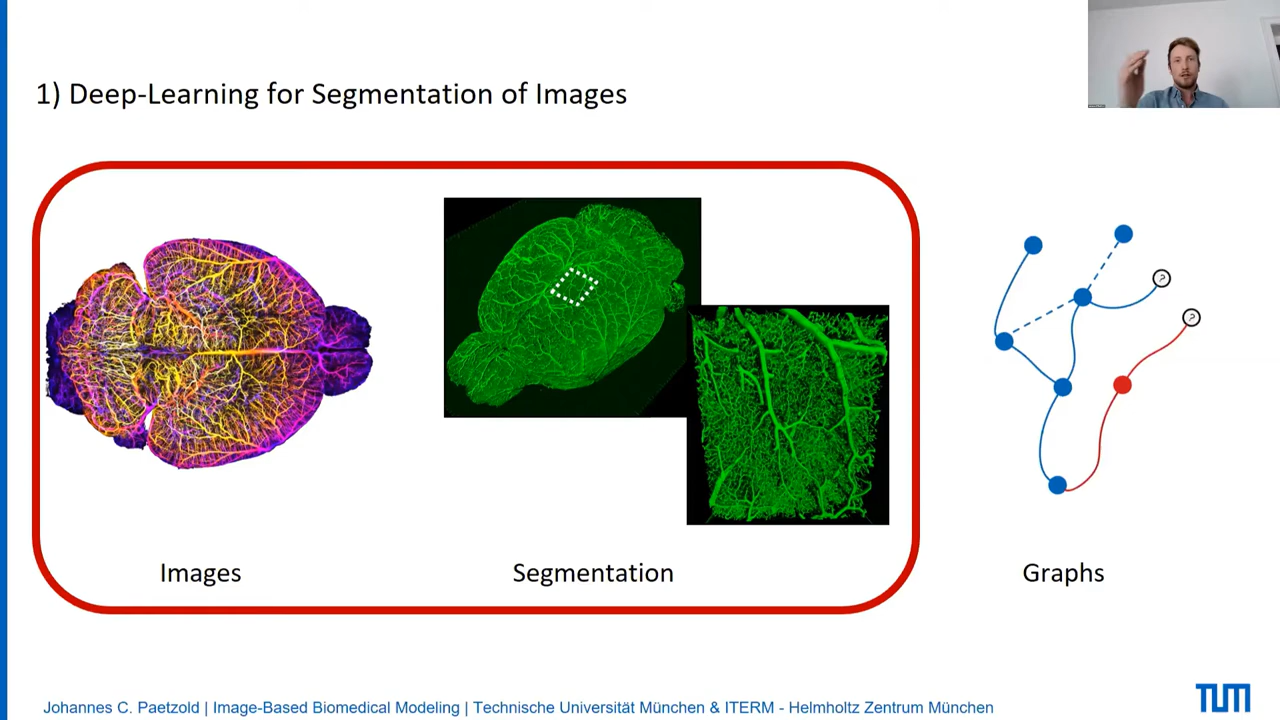 1) Deep-Learning for Segmentation of Images
?
?
Images
Segmentation
Graphs
Johannes C. Paetzold | Image-Based Biomedical Modeling | Technische Universität München & ITERM - Helmholtz Zentrum München
TUM